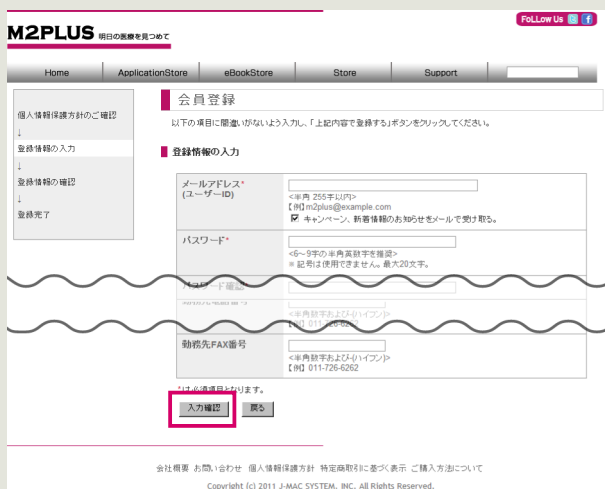 FoLLow Us
M2PLUS 明日の医療を見つめて
Home ApplicationStore eBookStore Store Support
会員登録
個人情報保護方針のご確認
↓
登録情報の入力
↓
登録情報の確認
↓
登録完了
以下の項目に間違いがないよう入力し、「上記内容で登録する」ボタンをクリックしてください。
登録情報の入力
メールアドレス*
(ユーザーID)
<半角 255字以内>
【例】m2plus@example.com
キャンペーン、新着情報のお知らせをメールで受け取る。
パスワード*
<6～9字の半角英数字を推奨>
※ 記号は使用できません。最大20文字。
パスワード確認*
<半角数字および-(ハイフン)>
【例】 011-726-6262
勤務先FAX番号
<半角数字および-(ハイフン)>
【例】 011-726-6262
*は必須項目となります。
入力確認 戻る
会社概要 お問い合わせ 個人情報保護方針 特定商取引に基づく表示 ご購入方法について
Copyright (c) 2011 J-MAC SYSTEM, INC. All Rights Reserved.